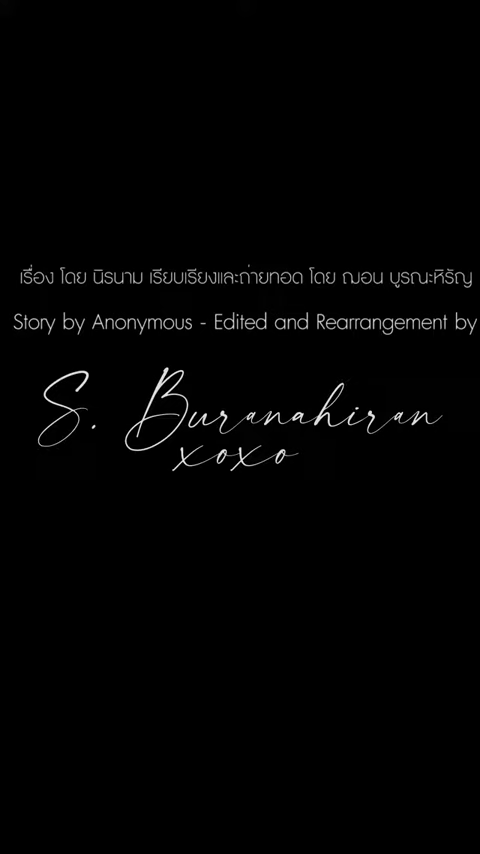 เรื่อง โดย นิรนาม เรียบเรียงและถ่ายทอด โดย ฌอน บูรณะหิรัญ
Story by Anonymous - Edited and Rearrangement by
S. Buranahiran
xoxo